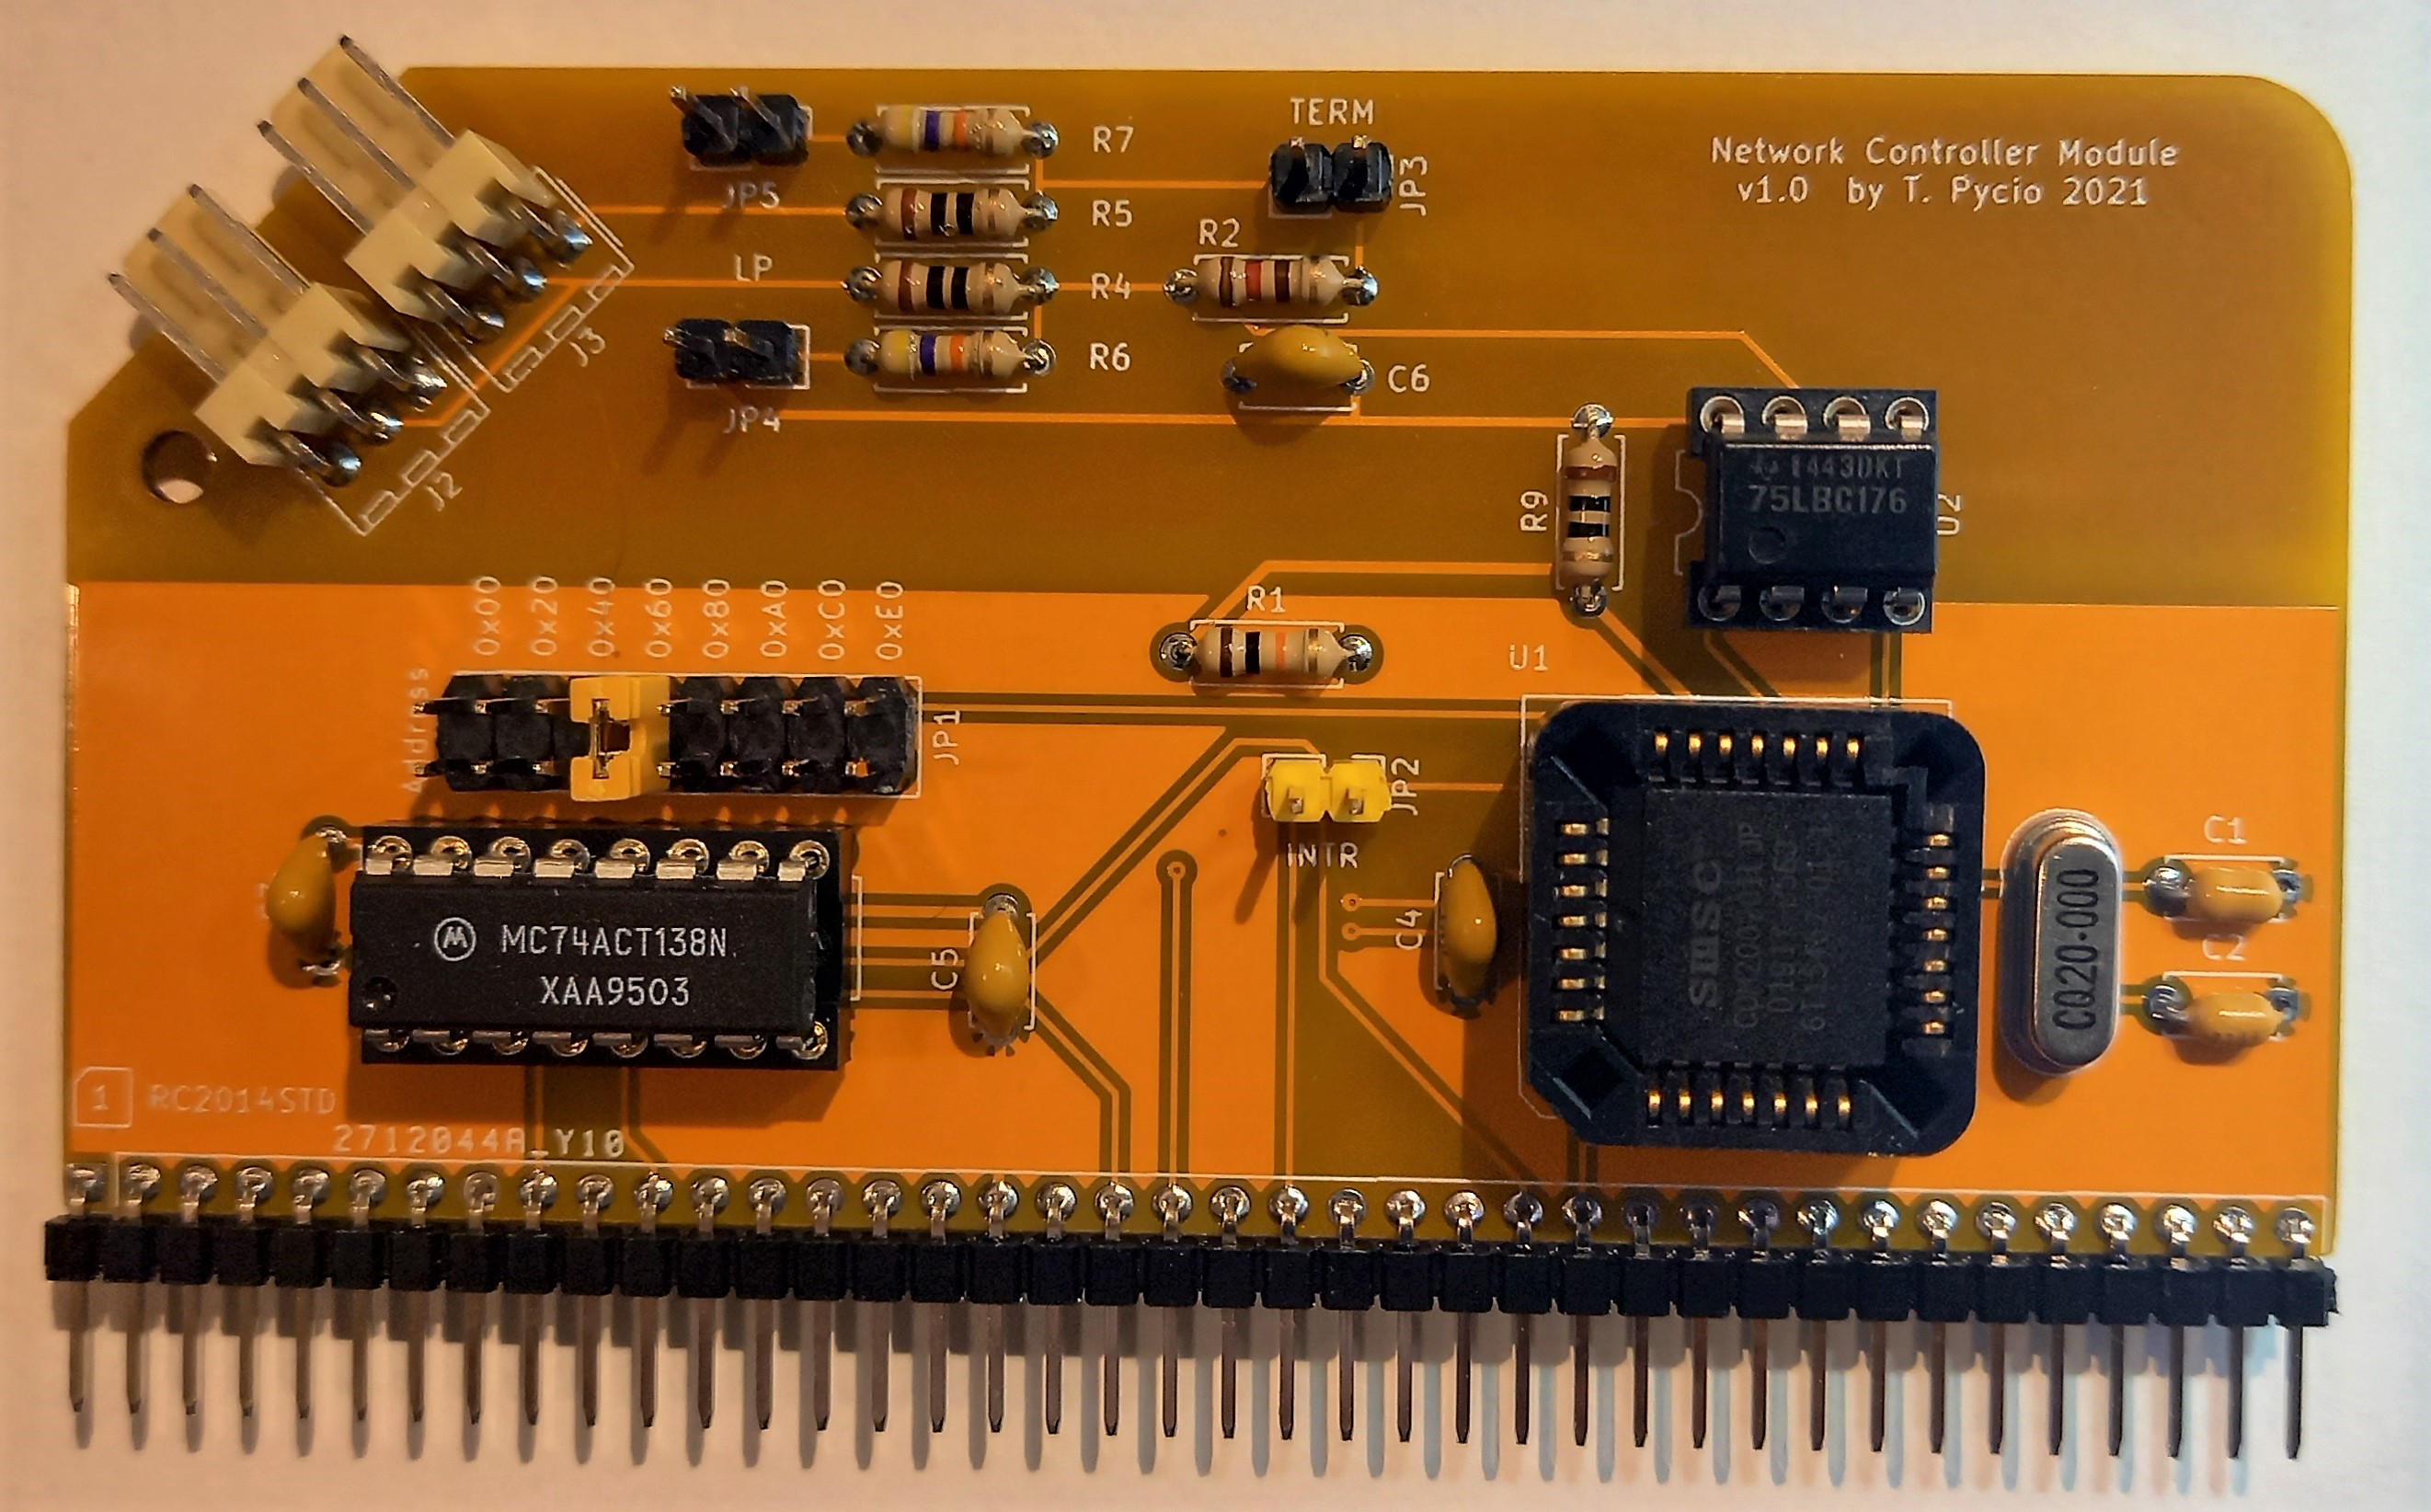 TERM
R7
JP5
JP3
Network Controller Module
v1.0 by T. Pycio 2021
R5
R2
LP
R4
J3
R6
C6
JP4
J2
R9
E443DKT
75LBC176
U2
0x00
0x20
0x40
0x60
0x80
0xA0
0xC0
0xE0
R1
U1
Address
JP1
JP2
INTR
C1
C4
C5
MC74ACT138N
XAA9503
smsc
CQ20-000
C2
1
RC2014STD
2712044A_Y10